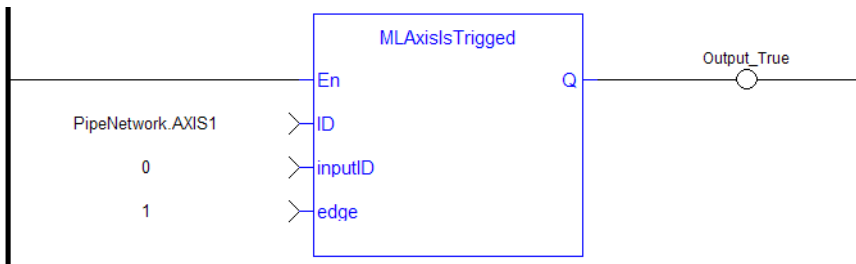 MLAxisIsTrigged
Output_True
En
Q
PipeNetwork.AXIS1
ID
0
inputID
1
edge